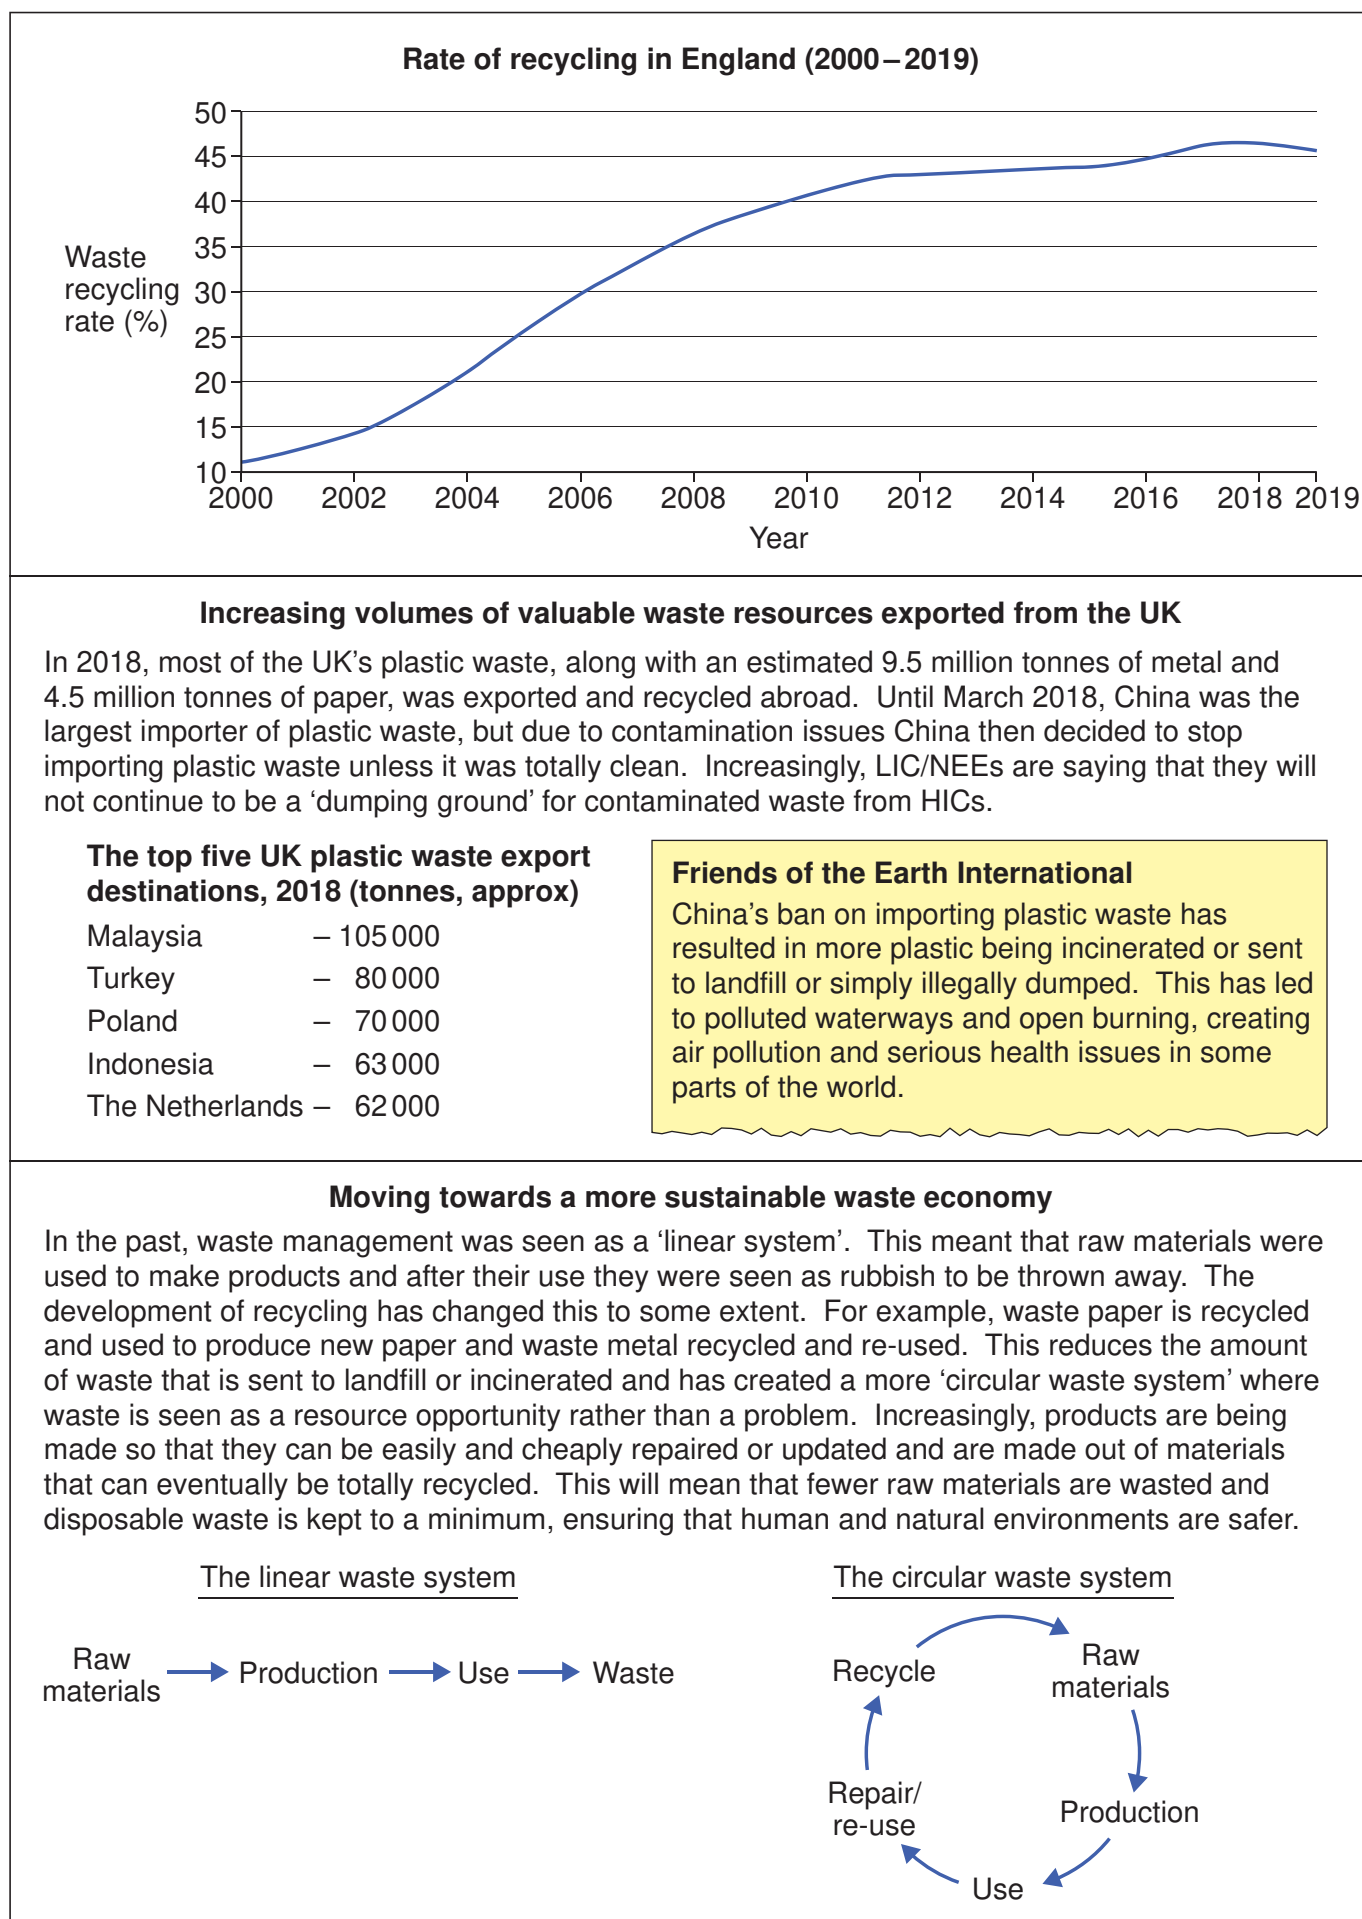 Rate of recycling in England (2000–2019)
50
45
40
35
30
25
20
15
10
Waste
recycling
rate (%)
2000 2002 2004 2006 2008 2010 2012 2014 2016 2018 2019
Year
Increasing volumes of valuable waste resources exported from the UK
In 2018, most of the UK's plastic waste, along with an estimated 9.5 million tonnes of metal and
4.5 million tonnes of paper, was exported and recycled abroad. Until March 2018, China was the
largest importer of plastic waste, but due to contamination issues China then decided to stop
importing plastic waste unless it was totally clean. Increasingly, LIC/NEEs are saying that they will
not continue to be a 'dumping ground' for contaminated waste from HICs.
The top five UK plastic waste export
destinations, 2018 (tonnes, approx)
Malaysia – 105 000
Turkey – 80 000
Poland – 70 000
Indonesia – 63 000
The Netherlands – 62 000
Friends of the Earth International
China's ban on importing plastic waste has
resulted in more plastic being incinerated or sent
to landfill or simply illegally dumped. This has led
to polluted waterways and open burning, creating
air pollution and serious health issues in some
parts of the world.
Moving towards a more sustainable waste economy
In the past, waste management was seen as a 'linear system'. This meant that raw materials were
used to make products and after their use they were seen as rubbish to be thrown away. The
development of recycling has changed this to some extent. For example, waste paper is recycled
and used to produce new paper and waste metal recycled and re-used. This reduces the amount
of waste that is sent to landfill or incinerated and has created a more 'circular waste system' where
waste is seen as a resource opportunity rather than a problem. Increasingly, products are being
made so that they can be easily and cheaply repaired or updated and are made out of materials
that can eventually be totally recycled. This will mean that fewer raw materials are wasted and
disposable waste is kept to a minimum, ensuring that human and natural environments are safer.
The linear waste system
Raw
materials
Production
Use
Waste
The circular waste system
Recycle
Raw
materials
Production
Use
Repair/
re-use